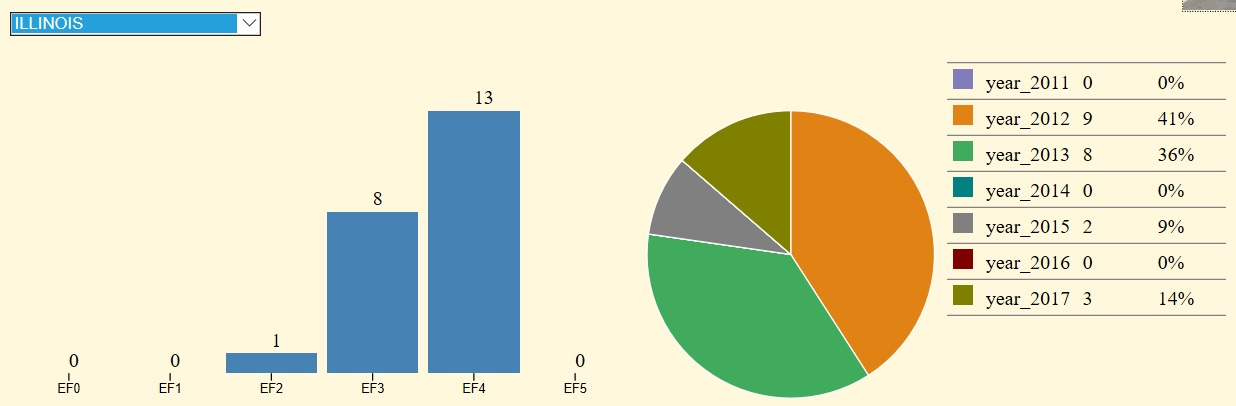 ILLINOIS
13
8
1
0 0 0
EF0 EF1 EF2 EF3 EF4 EF5
year_2011 0 0%
year_2012 9 41%
year_2013 8 36%
year_2014 0 0%
year_2015 2 9%
year_2016 0 0%
year_2017 3 14%